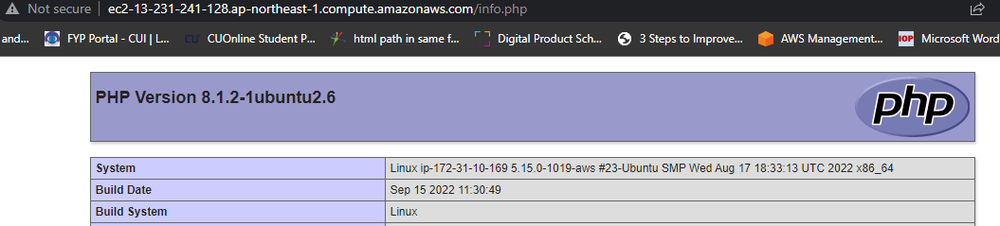 Not secure ec2-13-231-241-128.ap-northeast-1.compute.amazonaws.com/info.php
and... FYP Portal - CUI | L... CU CUOnline Student P... html path in same f... Digital Product Sch... 3 Steps to Improve... AWS Management... IOP Microsoft Word
PHP Version 8.1.2-1ubuntu2.6
php
System Linux ip-172-31-10-169 5.15.0-1019-aws #23-Ubuntu SMP Wed Aug 17 18:33:13 UTC 2022 x86_64
Build Date Sep 15 2022 11:30:49
Build System Linux